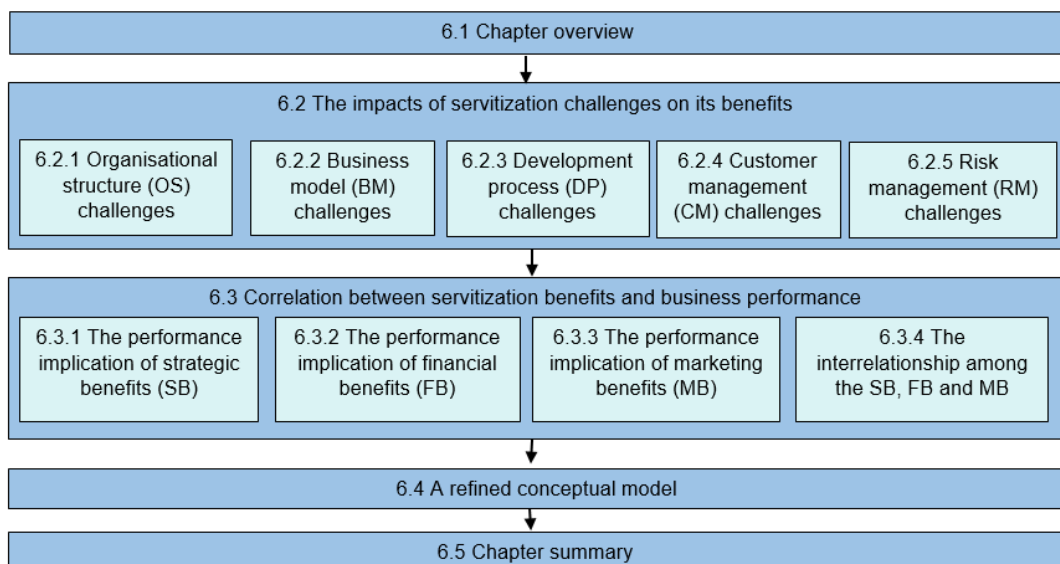 6.1 Chapter overview
6.2 The impacts of servitization challenges on its benefits
6.2.1 Organisational
structure (OS)
challenges
6.2.2 Business
model (BM)
challenges
6.2.3 Development
process (DP)
challenges
6.2.4 Customer
management
(CM) challenges
6.2.5 Risk
management (RM)
challenges
6.3 Correlation between servitization benefits and business performance
6.3.1 The performance
implication of strategic
benefits (SB)
6.3.2 The performance
implication of financial
benefits (FB)
6.3.3 The performance
implication of marketing
benefits (MB)
6.3.4 The
interrelationship among
the SB, FB and MB
6.4 A refined conceptual model
6.5 Chapter summary